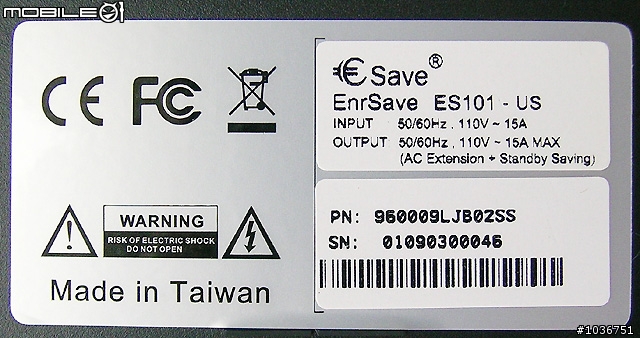 MOBILE01
CE FC
WARNING
RISK OF ELECTRIC SHOCK
DO NOT OPEN
Made in Taiwan
Save®
EnrSave ES101 - US
INPUT 50/60Hz , 110V ~ 15A
OUTPUT 50/60Hz , 110V ~ 15A MAX
(AC Extension + Standby Saving)
PN: 960009LJB02SS
SN: 01090300046
#1036751